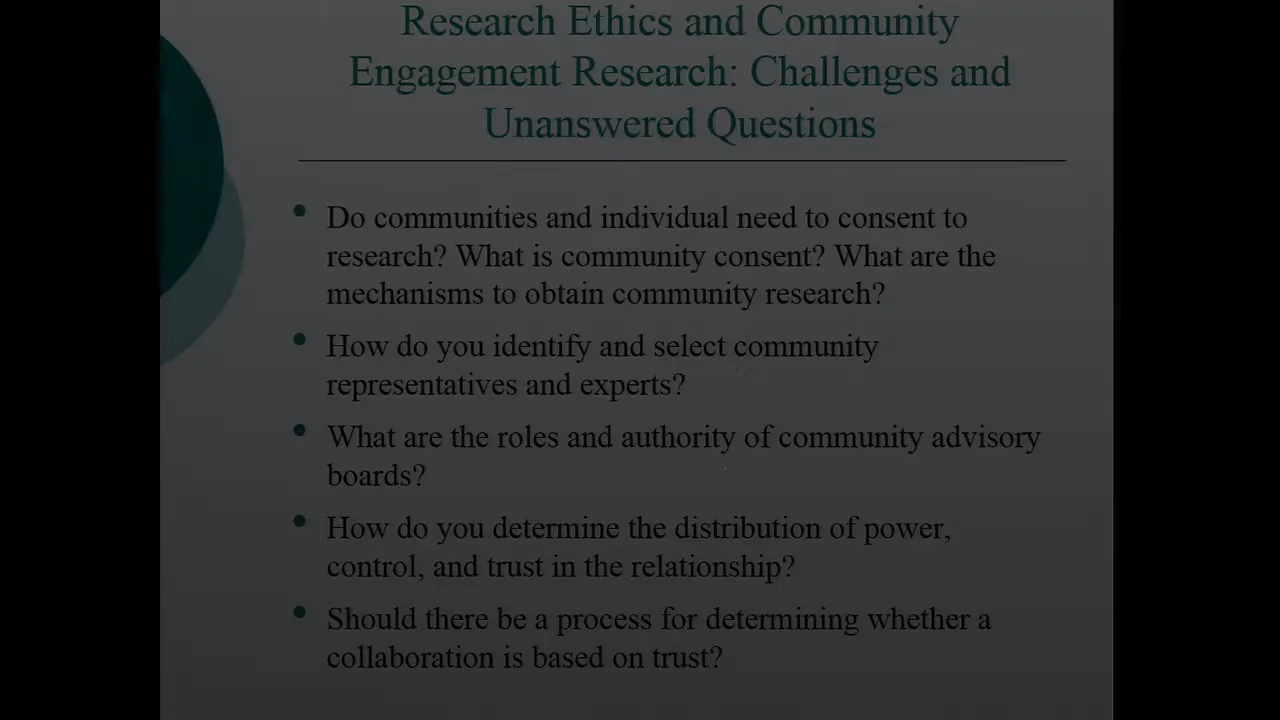 Research Ethics and Community
Engagement Research: Challenges and
Unanswered Questions
• Do communities and individual need to consent to
research? What is community consent? What are the
mechanisms to obtain community research?
• How do you identify and select community
representatives and experts?
• What are the roles and authority of community advisory
boards?
• How do you determine the distribution of power,
control, and trust in the relationship?
• Should there be a process for determining whether a
collaboration is based on trust?